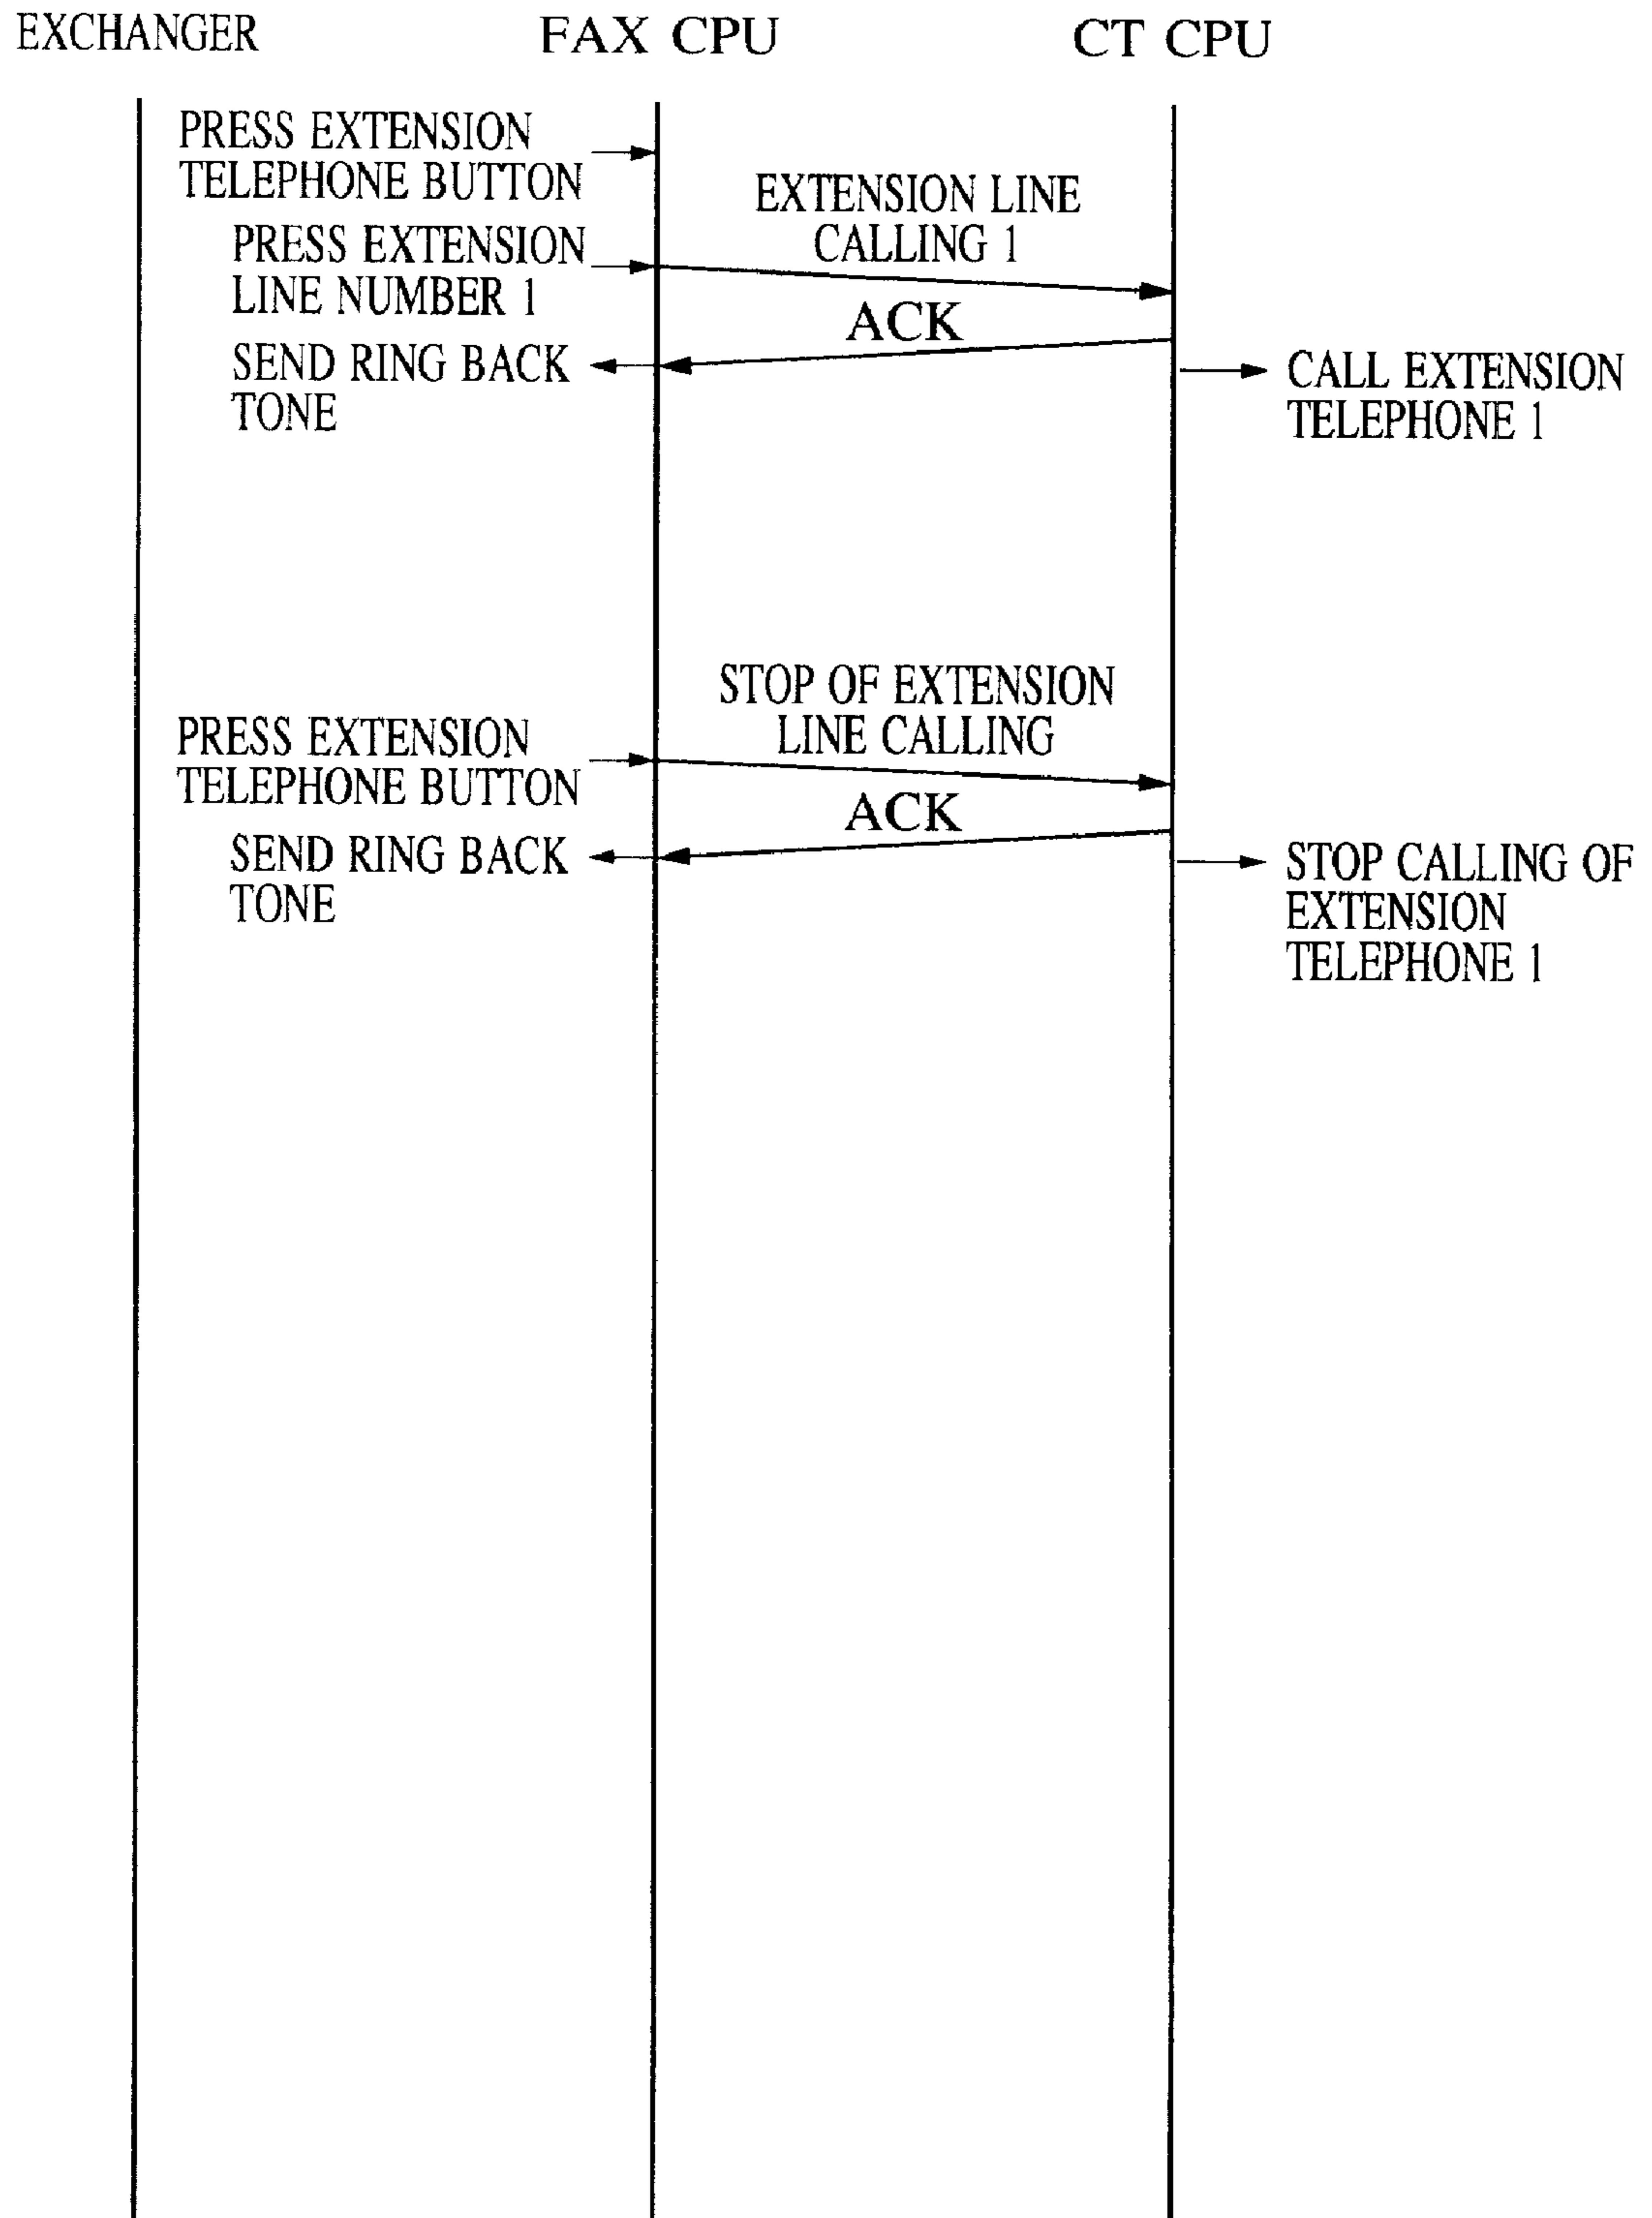 EXCHANGER
FAX CPU
CT CPU
PRESS EXTENSION
TELEPHONE BUTTON
EXTENSION LINE
CALLING 1
PRESS EXTENSION
LINE NUMBER 1
ACK
SEND RING BACK
TONE
CALL EXTENSION
TELEPHONE 1
STOP OF EXTENSION
LINE CALLING
PRESS EXTENSION
TELEPHONE BUTTON
ACK
SEND RING BACK
TONE
STOP CALLING OF
EXTENSION
TELEPHONE 1